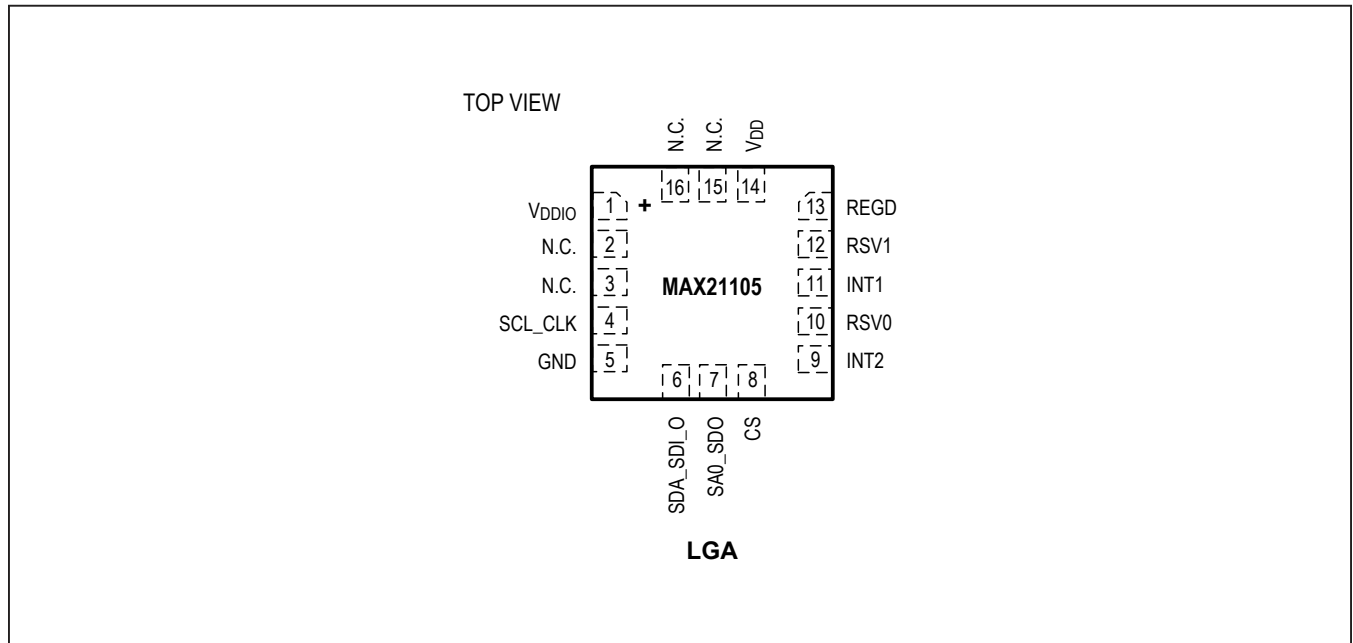 TOP VIEW
N.C.
N.C.
VDD
16
15
14
VDDIO
1
+
13
REGD
N.C.
2
12
RSV1
N.C.
3
MAX21105
11
INT1
SCL_CLK
4
10
RSV0
GND
5
9
INT2
6
7
8
SDA_SDI_O
SA0_SDO
CS
LGA